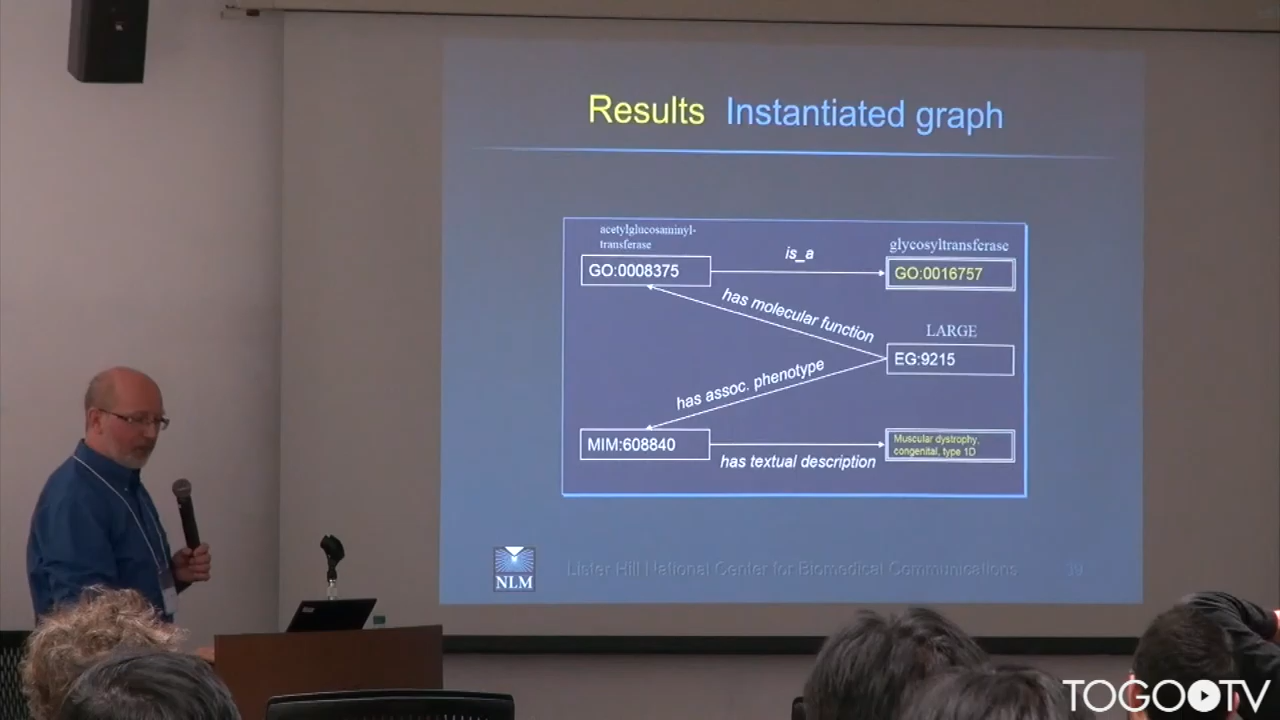 Results Instantiated graph
acetylglucosaminyl-
transferase
GO:0008375
is_a
glycosyltransferase
GO:0016757
has molecular function
LARGE
EG:9215
has assoc. phenotype
MIM:608840
has textual description
Muscular dystrophy,
congenital, type 1D
NLM
Lister Hill National Center for Biomedical Communications
19
TOGOTV